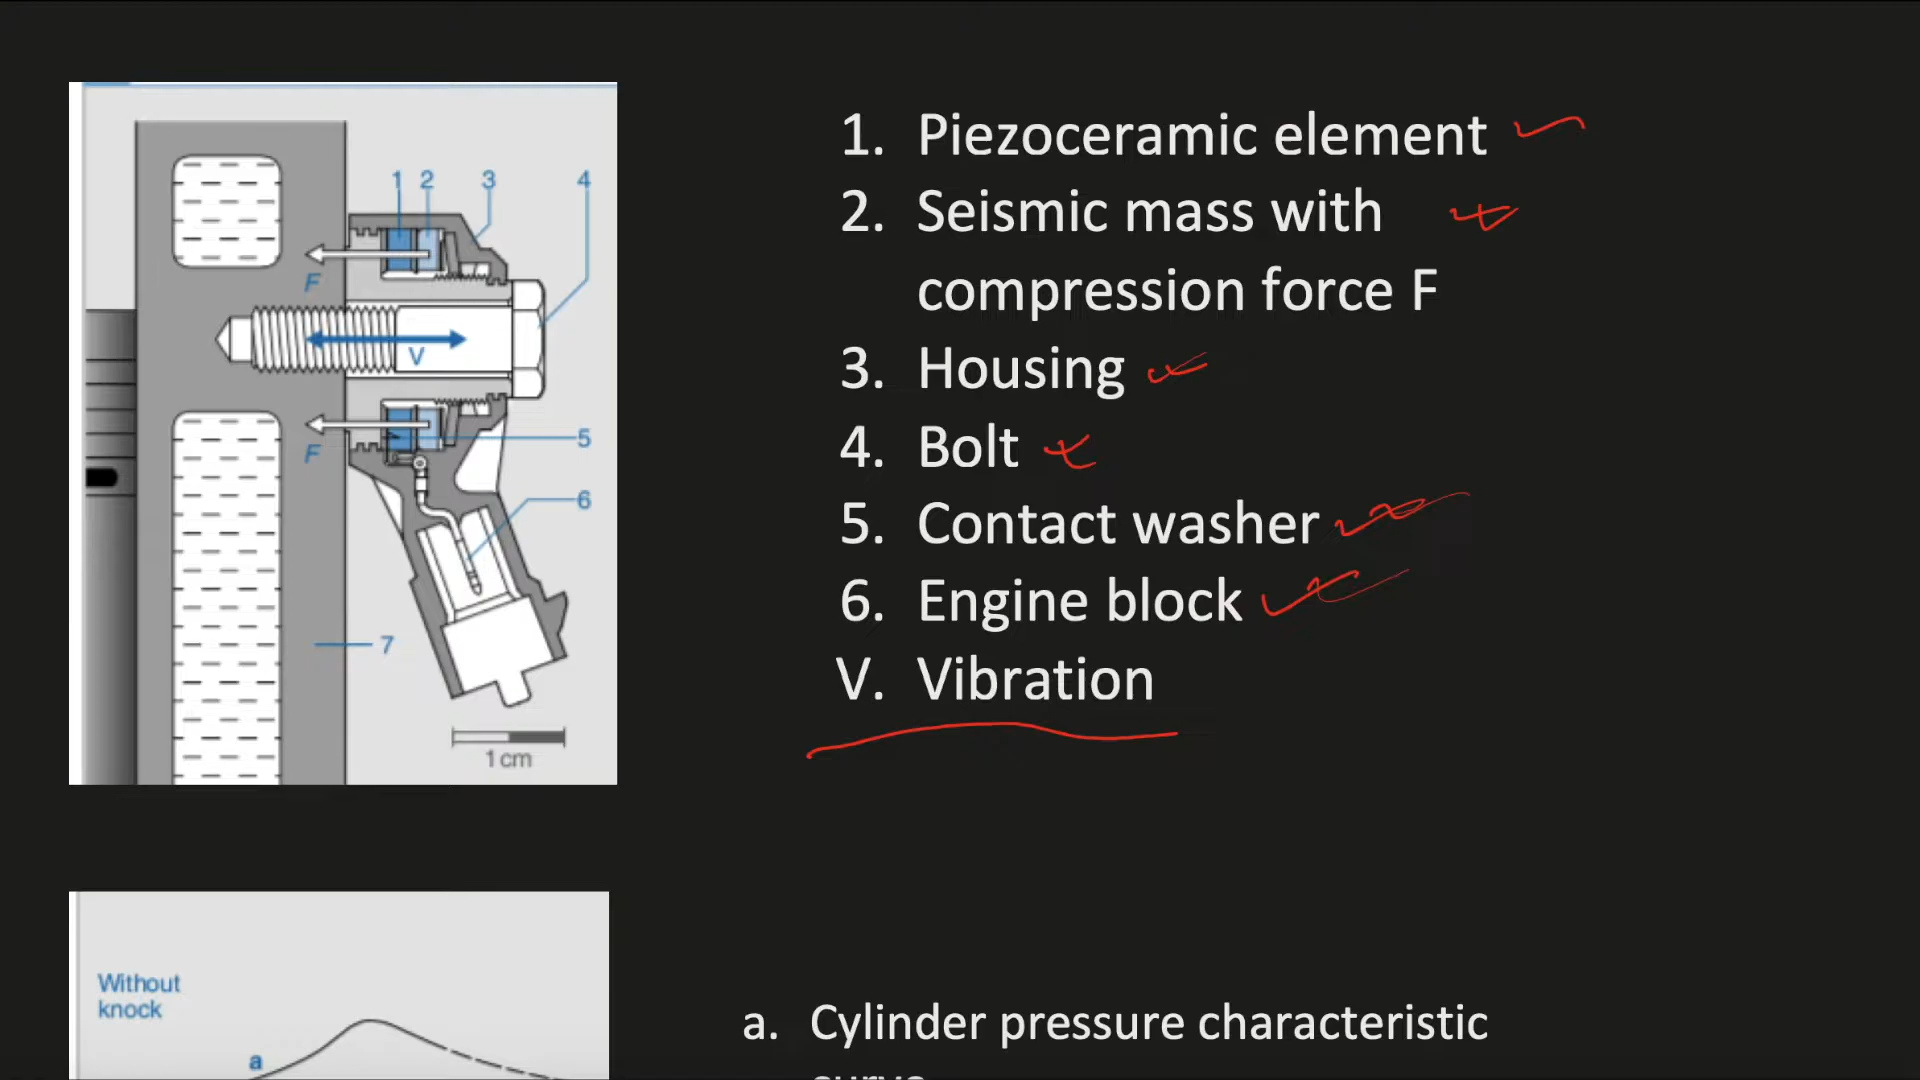 1 2 3 4
F
V
F
5
6
7
1 cm
1. Piezoceramic element
2. Seismic mass with
compression force F
3. Housing
4. Bolt
5. Contact washer
6. Engine block
V. Vibration
Without
knock
a
a. Cylinder pressure characteristic